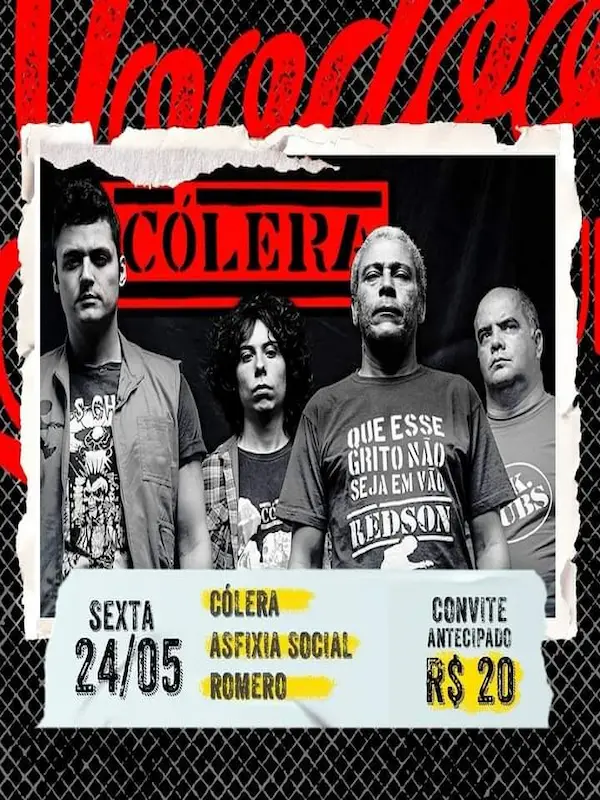 CÓLERA
QUE ESSE
GRITO NÃO
SEJA EM VÃO
REDSON
SEXTA
24/05
CÓLERA
ASFIXIA SOCIAL
ROMERO
CONVITE
ANTECIPADO
R$ 20